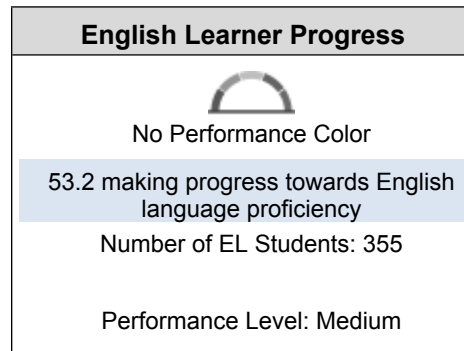 English Learner Progress
No Performance Color
53.2 making progress towards English
language proficiency
Number of EL Students: 355
Performance Level: Medium